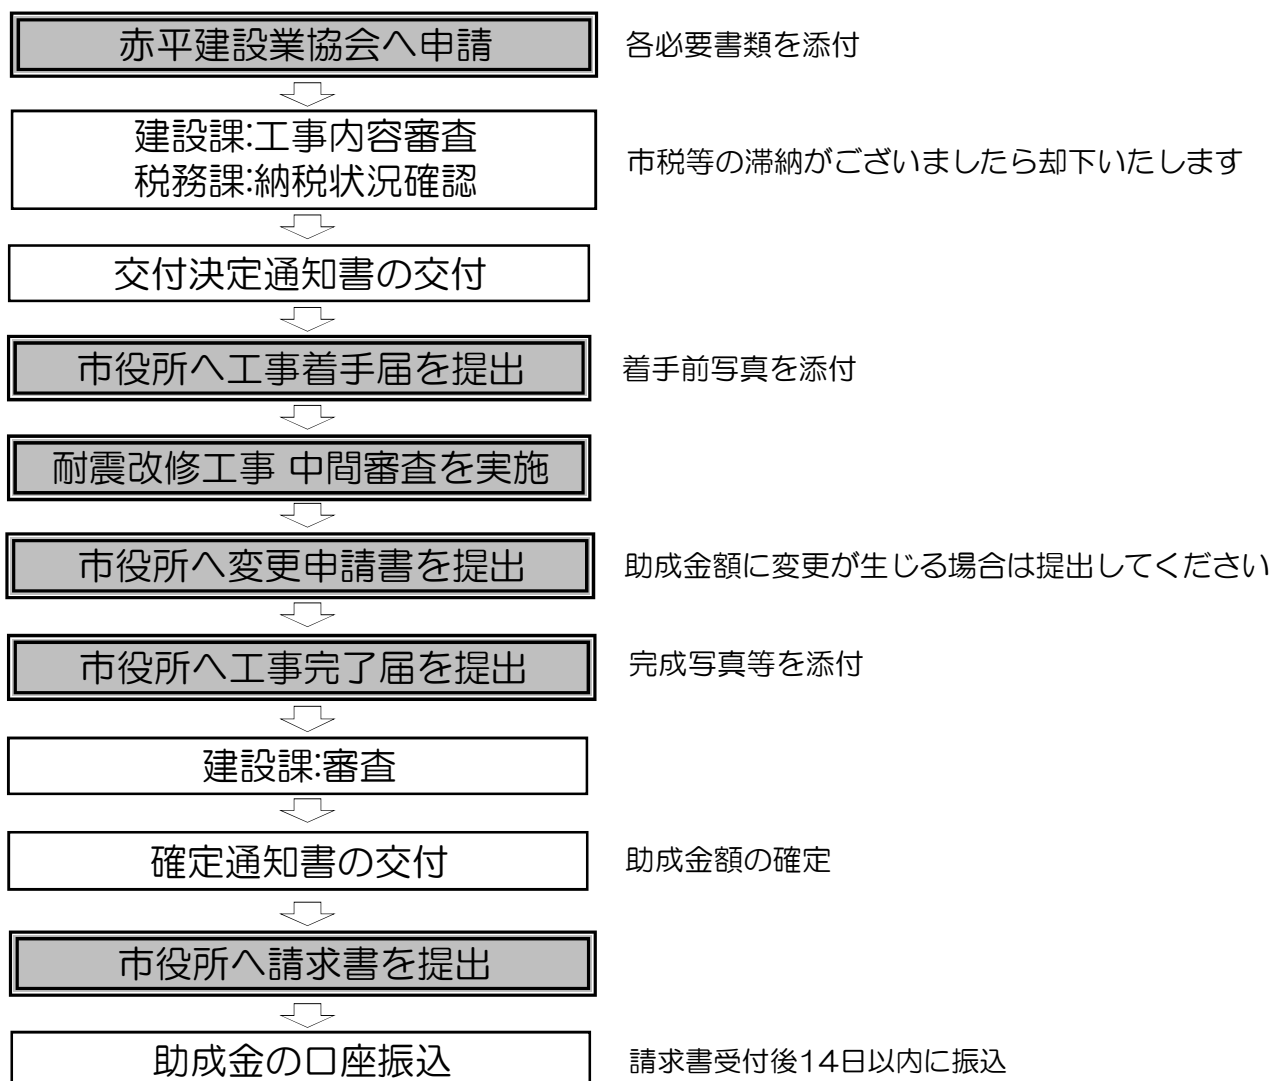 赤平建設業協会へ申請
各必要書類を添付
建設課:工事内容審査
税務課:納税状況確認
市税等の滞納がございましたら却下いたします
交付決定通知書の交付
市役所へ工事着手届を提出
着手前写真を添付
耐震改修工事 中間審査を実施
市役所へ変更申請書を提出
助成金額に変更が生じる場合は提出してください
市役所へ工事完了届を提出
完成写真等を添付
建設課:審査
確定通知書の交付
助成金額の確定
市役所へ請求書を提出
助成金の口座振込
請求書受付後14日以内に振込